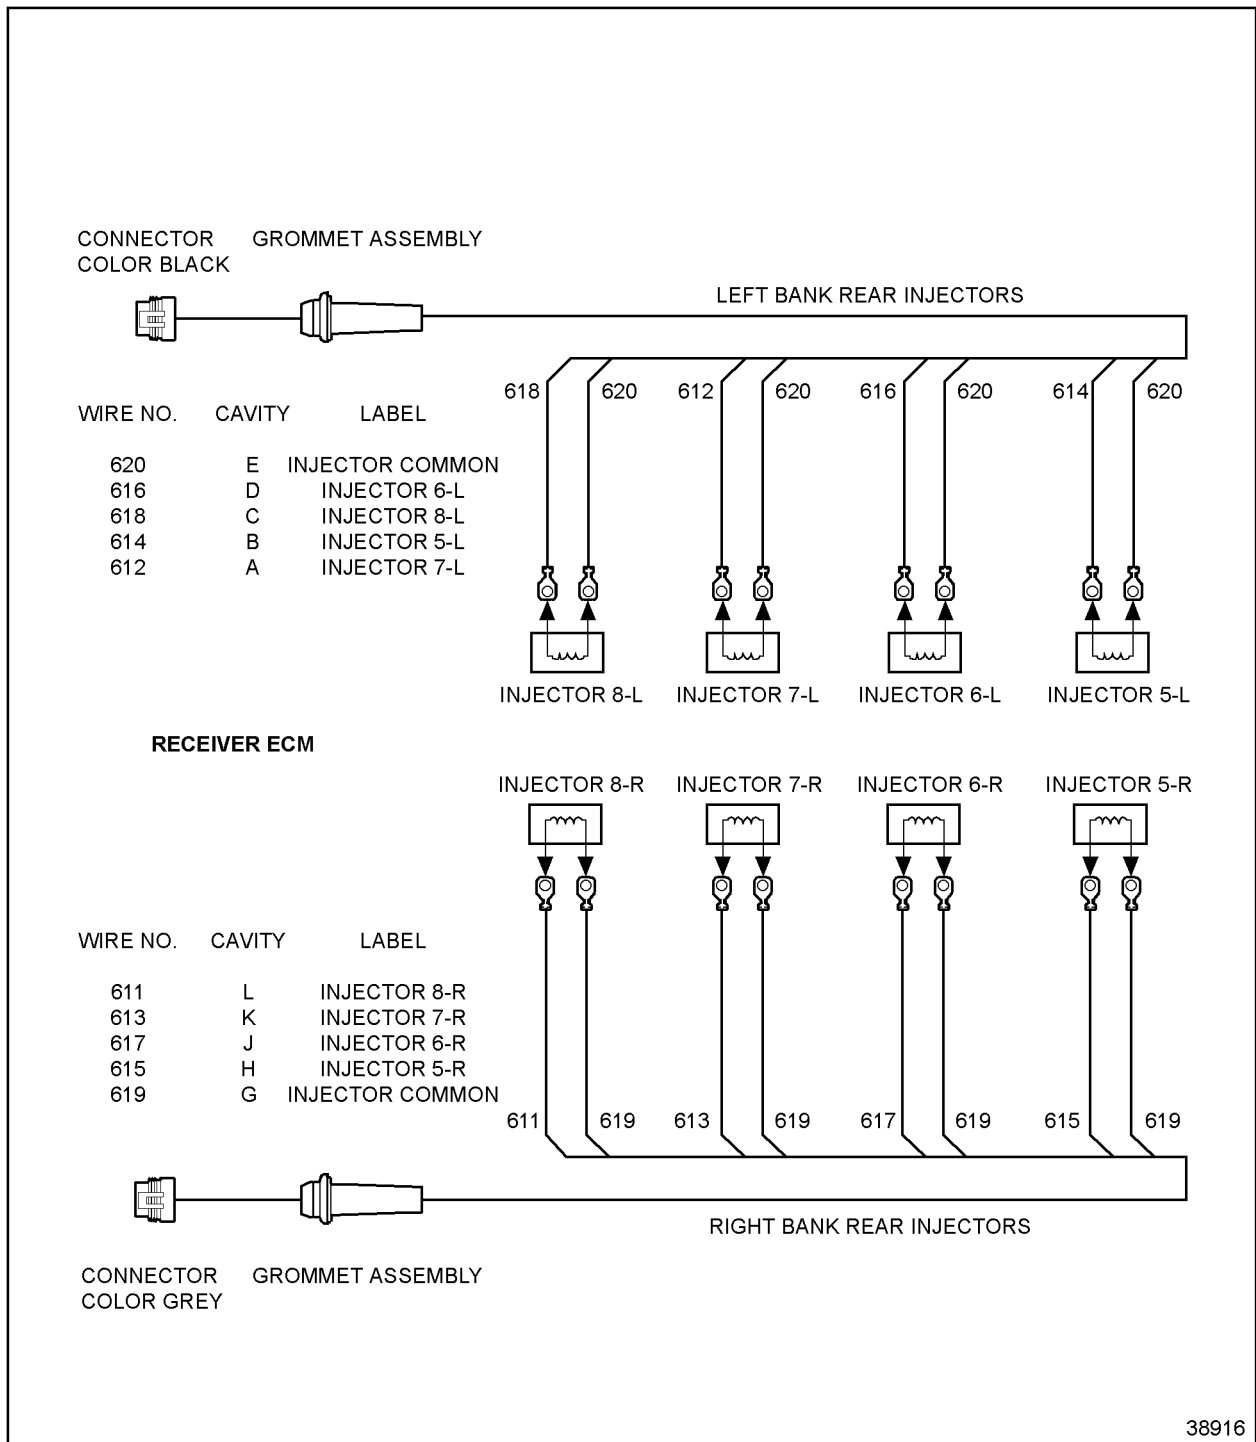 CONNECTOR GROMMET ASSEMBLY
COLOR BLACK
LEFT BANK REAR INJECTORS
618 620 612 620 616 620 614 620
WIRE NO. CAVITY LABEL
620 E INJECTOR COMMON
616 D INJECTOR 6-L
618 C INJECTOR 8-L
614 B INJECTOR 5-L
612 A INJECTOR 7-L
INJECTOR 8-L INJECTOR 7-L INJECTOR 6-L INJECTOR 5-L
RECEIVER ECM
INJECTOR 8-R INJECTOR 7-R INJECTOR 6-R INJECTOR 5-R
WIRE NO. CAVITY LABEL
611 L INJECTOR 8-R
613 K INJECTOR 7-R
617 J INJECTOR 6-R
615 H INJECTOR 5-R
619 G INJECTOR COMMON
611 619 613 619 617 619 615 619
RIGHT BANK REAR INJECTORS
CONNECTOR GROMMET ASSEMBLY
COLOR GREY
38916